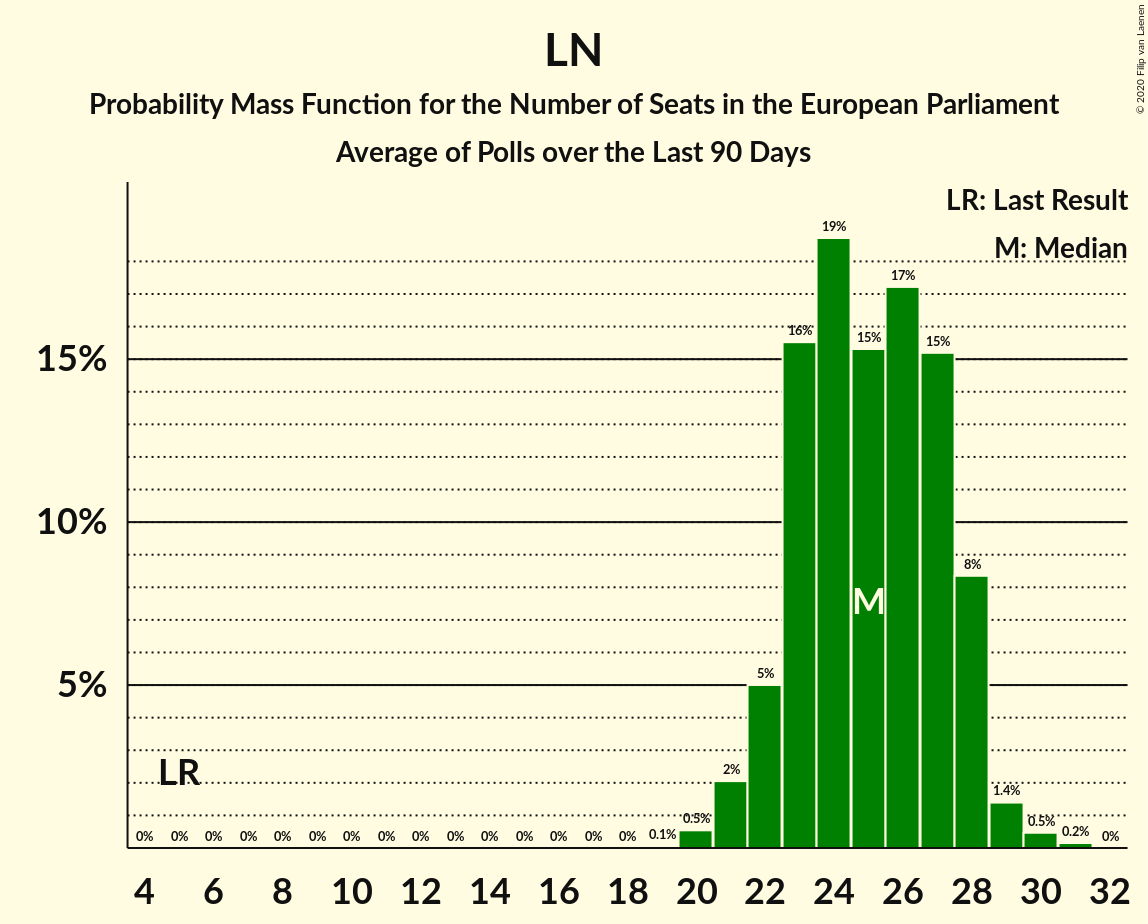 LN
Probability Mass Function for the Number of Seats in the European Parliament
Average of Polls over the Last 90 Days
© 2020 Filip van Laenen
LR: Last Result
M: Median
15%
10%
5%
19%
17%
16%
15%
15%
8%
5%
2%
1.4%
0.5%
0.5%
0.2%
0.1%
M
LR
0% 0% 0% 0% 0% 0% 0% 0% 0% 0% 0% 0% 0% 0% 0% 0%
4 6 8 10 12 14 16 18 20 22 24 26 28 30 32